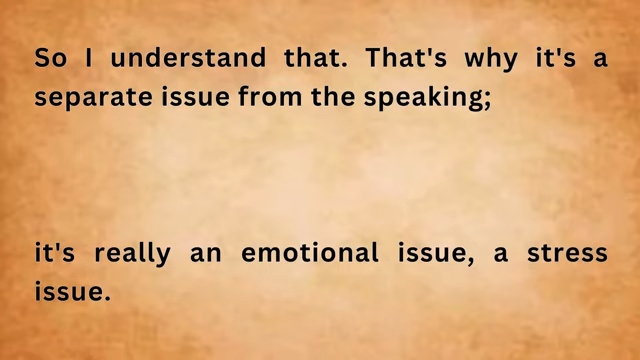 So I understand that. That's why it's a
separate issue from the speaking;
it's really an emotional issue, a stress
issue.